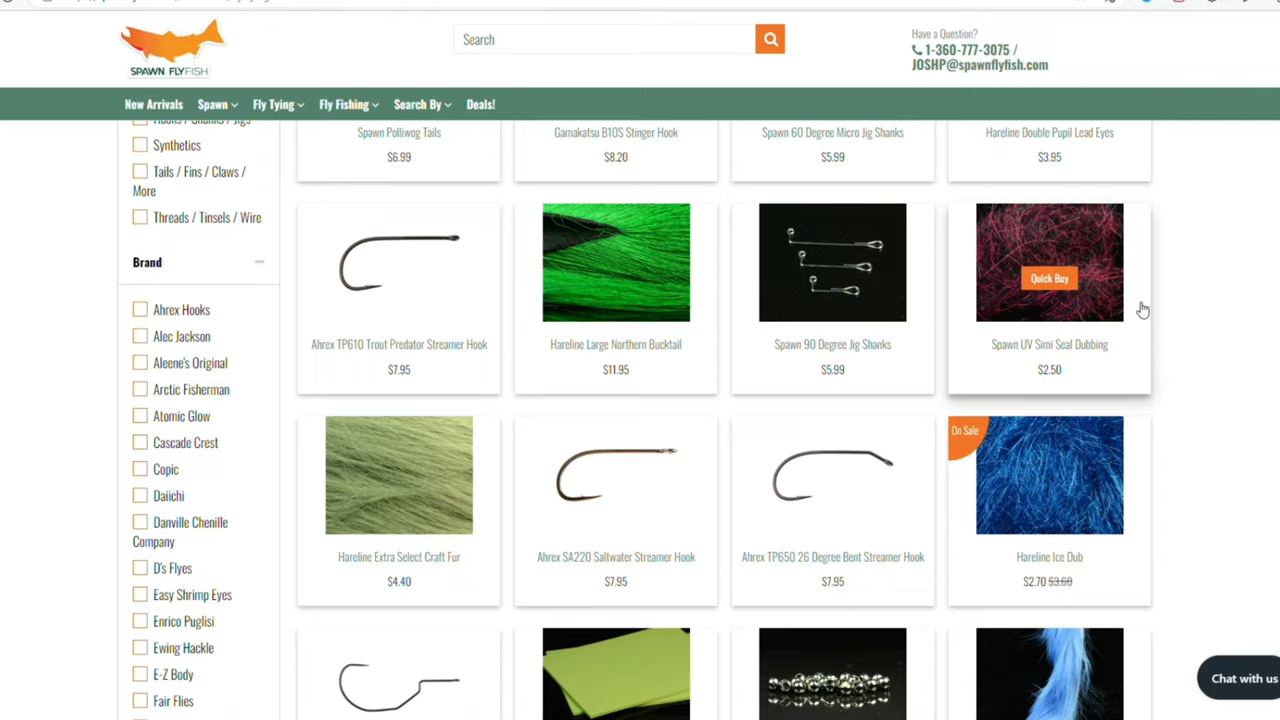 SPAWN FLYFISH
Search
Have a Question?
1-360-777-3075 /
JOSHP@spawnflyfish.com
New Arrivals
Spawn
Fly Tying
Fly Fishing
Search By
Deals!
Hooks / Shanks / Jigs
Synthetics
Tails / Fins / Claws /
More
Threads / Tinsels / Wire
Brand
Ahrex Hooks
Alec Jackson
Aleene's Original
Arctic Fisherman
Atomic Glow
Cascade Crest
Copic
Daiichi
Danville Chenille
Company
D's Flyes
Easy Shrimp Eyes
Enrico Puglisi
Ewing Hackle
E-Z Body
Fair Flies
Spawn Polliwog Tails
$6.99
Gamakatsu B10S Stinger Hook
$8.20
Spawn 60 Degree Micro Jig Shanks
$5.99
Hareline Double Pupil Lead Eyes
$3.95
Ahrex TP610 Trout Predator Streamer Hook
$7.95
Hareline Large Northern Bucktail
$11.95
Spawn 90 Degree Jig Shanks
$5.99
Quick Buy
Spawn UV Simi Seal Dubbing
$2.50
Hareline Extra Select Craft Fur
$4.40
Ahrex SA220 Saltwater Streamer Hook
$7.95
Ahrex TP650 26 Degree Bent Streamer Hook
$7.95
On Sale
Hareline Ice Dub
$2.70 $3.60
Chat with us